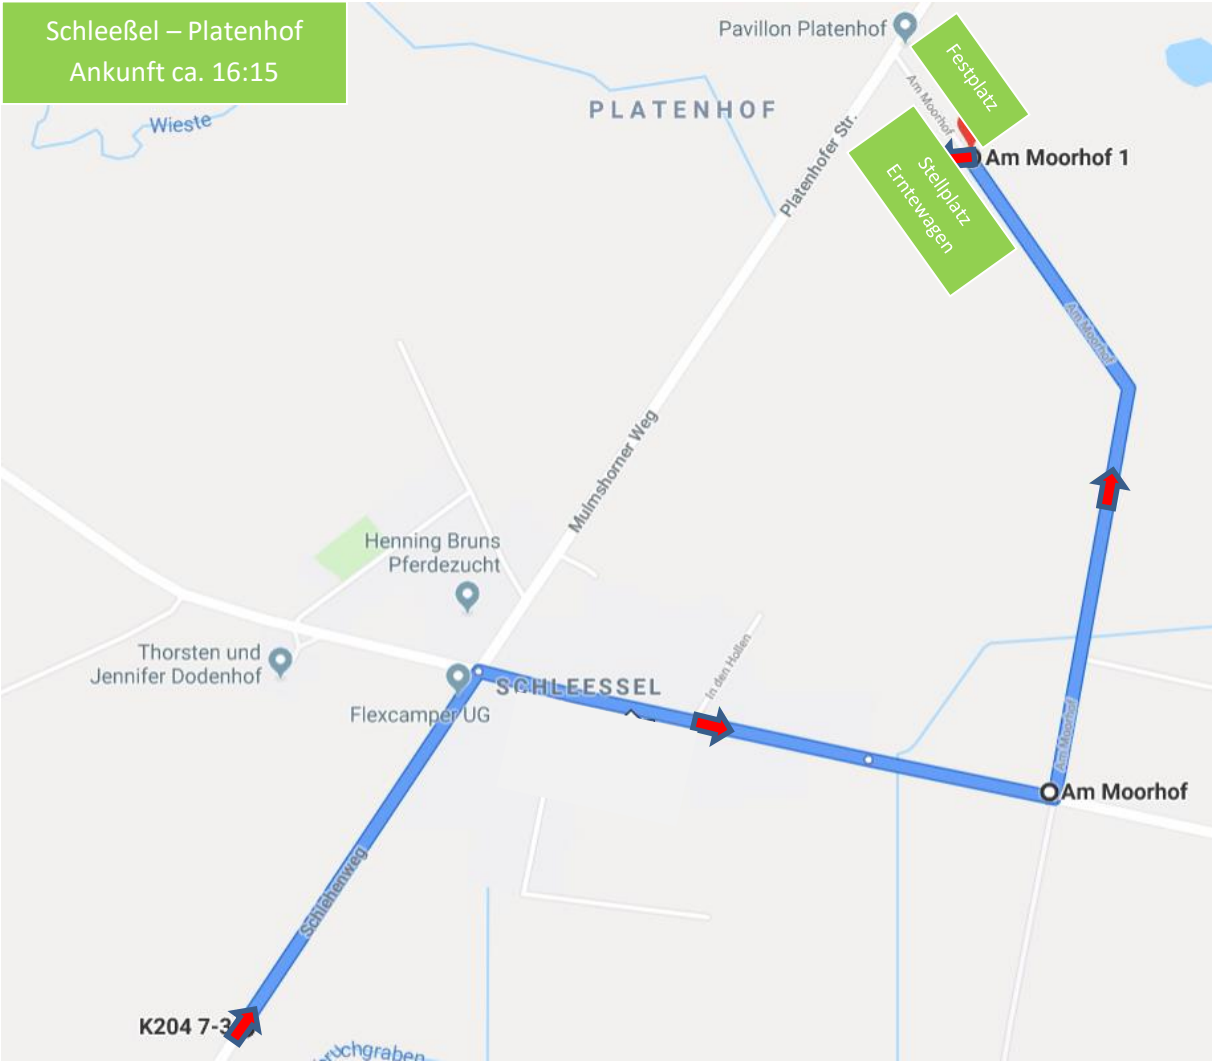 Schleeßel – Platenhof
Ankunft ca. 16:15
Pavillon Platenhof
Festplatz
Am Moorhof
PLATENHOF
Wieste
Platenhofer Str.
Am Moorhof 1
Stellplatz
Erntewagen
Am Moorhof
Mulmshorner Weg
Henning Bruns
Pferdezucht
Thorsten und
Jennifer Dodenhof
In den Hollen
SCHLEESSEL
Flexcamper UG
Am Moorhof
Am Moorhof
Schiehenweg
K204 7-3